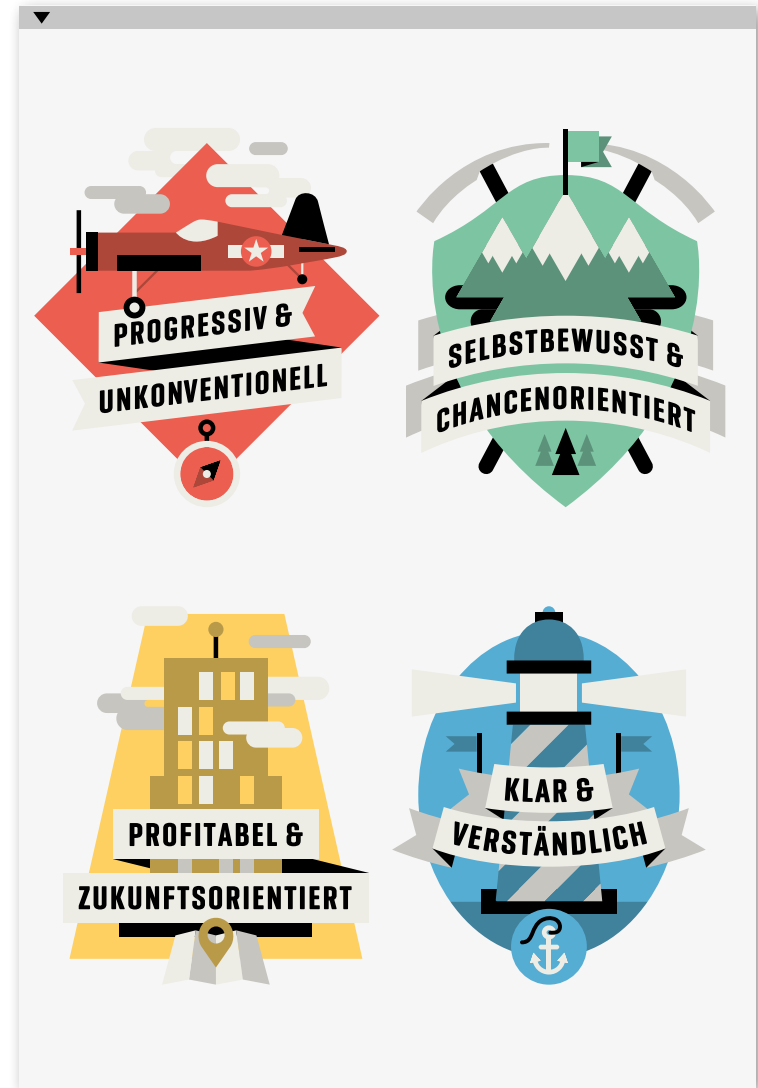 PROGRESSIV &
UNKONVENTIONELL
SELBSTBEWUSST &
CHANCENORIENTIERT
PROFITABEL &
ZUKUNFTSORIENTIERT
KLAR &
VERSTÄNDLICH